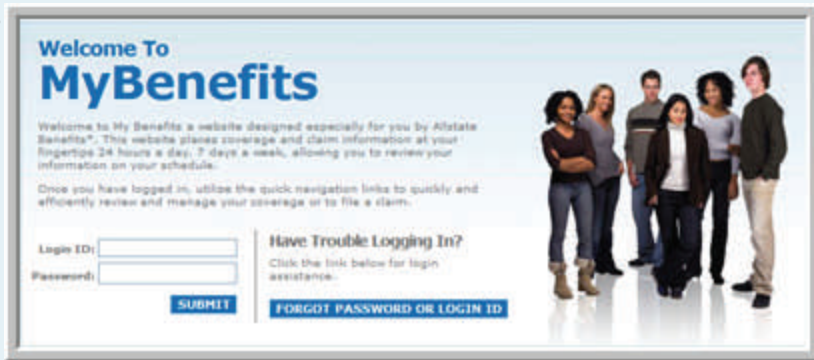 Welcome To
MyBenefits
Welcome to My Benefits a website designed especially for you by Allstate
Benefits*. This website places coverage and claim information at your
fingertips 24 hours a day, 7 days a week, allowing you to review your
information on your schedule.
Once you have logged in, utilize the quick navigation links to quickly and
efficiently review and manage your coverage or to file a claim.
Login ID:
Password:
SUBMIT
Have Trouble Logging In?
Click the link below for login
assistance.
FORGOT PASSWORD OR LOGIN ID